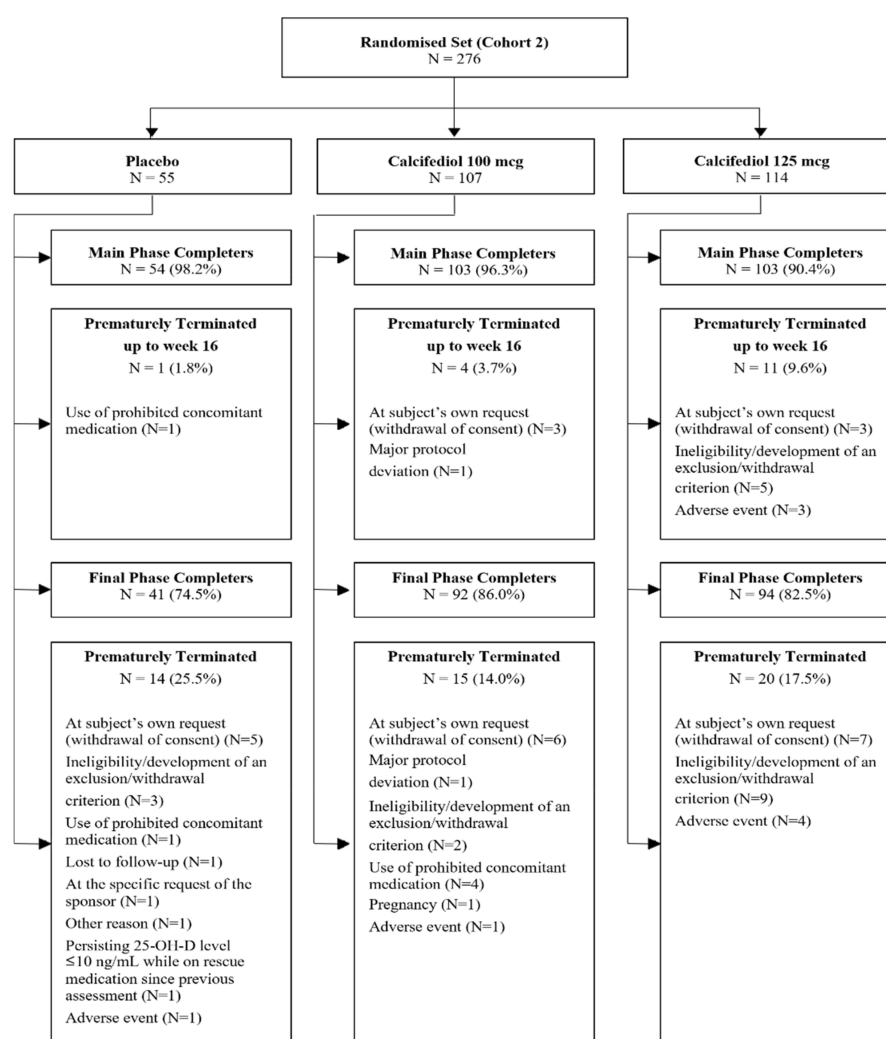 Randomised Set (Cohort 2)
N = 276
Placebo
N = 55
Calcifediol 100 mcg
N = 107
Calcifediol 125 mcg
N = 114
Main Phase Completers
N = 54 (98.2%)
Main Phase Completers
N = 103 (96.3%)
Main Phase Completers
N = 103 (90.4%)
Prematurely Terminated
up to week 16
N = 1 (1.8%)
Use of prohibited concomitant
medication (N=1)
Prematurely Terminated
up to week 16
N = 4 (3.7%)
At subject's own request
(withdrawal of consent) (N=3)
Major protocol
deviation (N=1)
Prematurely Terminated
up to week 16
N = 11 (9.6%)
At subject's own request
(withdrawal of consent) (N=3)
Ineligibility/development of an
exclusion/withdrawal
criterion (N=5)
Adverse event (N=3)
Final Phase Completers
N = 41 (74.5%)
Final Phase Completers
N = 92 (86.0%)
Final Phase Completers
N = 94 (82.5%)
Prematurely Terminated
N = 14 (25.5%)
At subject's own request
(withdrawal of consent) (N=5)
Ineligibility/development of an
exclusion/withdrawal
criterion (N=3)
Use of prohibited concomitant
medication (N=1)
Lost to follow-up (N=1)
At the specific request of the
sponsor (N=1)
Other reason (N=1)
Persisting 25-OH-D level
≤10 ng/mL while on rescue
medication since previous
assessment (N=1)
Adverse event (N=1)
Prematurely Terminated
N = 15 (14.0%)
At subject's own request
(withdrawal of consent) (N=6)
Major protocol
deviation (N=1)
Ineligibility/development of an
exclusion/withdrawal
criterion (N=2)
Use of prohibited concomitant
medication (N=4)
Pregnancy (N=1)
Adverse event (N=1)
Prematurely Terminated
N = 20 (17.5%)
At subject's own request
(withdrawal of consent) (N=7)
Ineligibility/development of an
exclusion/withdrawal
criterion (N=9)
Adverse event (N=4)